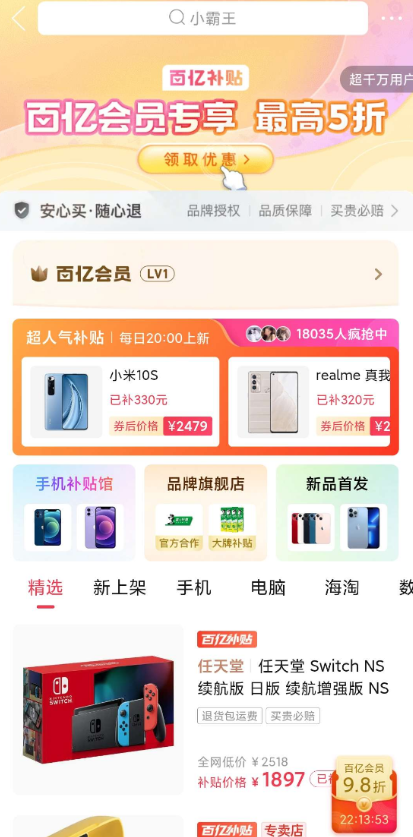 小霸王
百亿补贴
超千万用户
百亿会员专享 最高5折
领取优惠 >
安心买·随心退
品牌授权 | 品质保障 | 买贵必赔 >
百亿会员 LV1
超人气补贴 | 每日20:00上新
18035人疯抢中
小米10S
已补330元
券后价格 ¥2479
realme 真我
已补320元
券后价格 ¥2
手机补贴馆
品牌旗舰店
官方合作
大牌补贴
新品首发
精选 新上架 手机 电脑 海淘 数
NINTENDO
SWITCH
百亿补贴
任天堂 | 任天堂 Switch NS
续航版 日版 续航增强版 NS
退货包运费 买贵必赔
全网低价 ¥2518
补贴价格 ¥1897 已补
百亿会员
9.8折
22:13:53
百亿补贴 专卖店